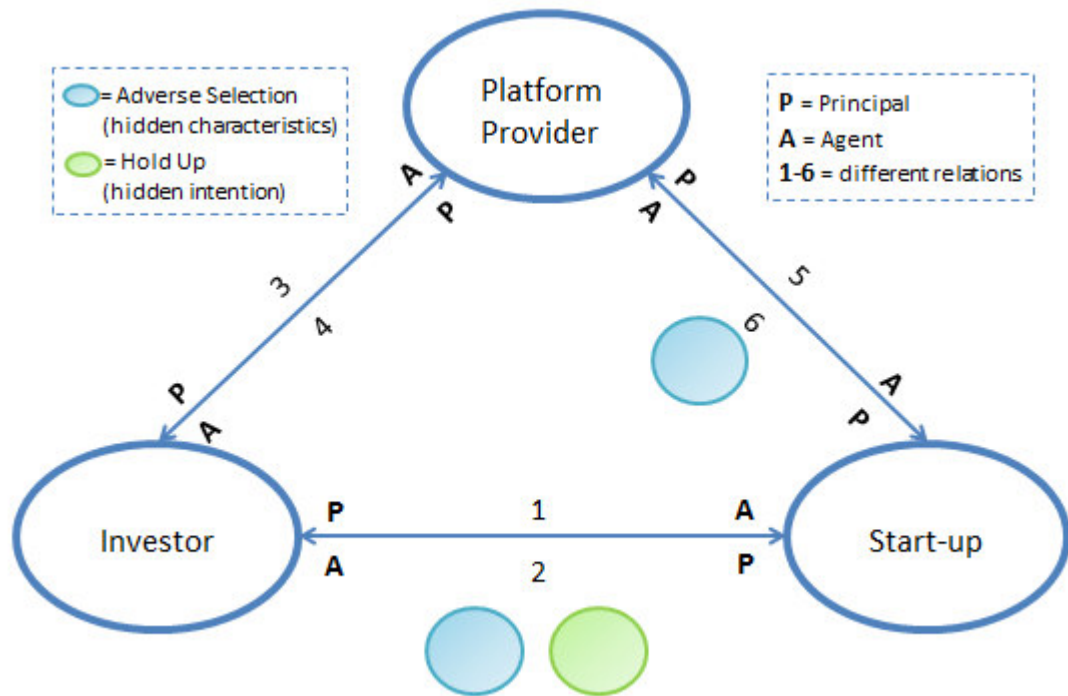 = Adverse Selection
(hidden characteristics)
= Hold Up
(hidden intention)
Platform
Provider
P = Principal
A = Agent
1-6 = different relations
A
P
P
A
3
4
5
6
P
A
A
P
Investor
P
1
A
A
2
P
Start-up